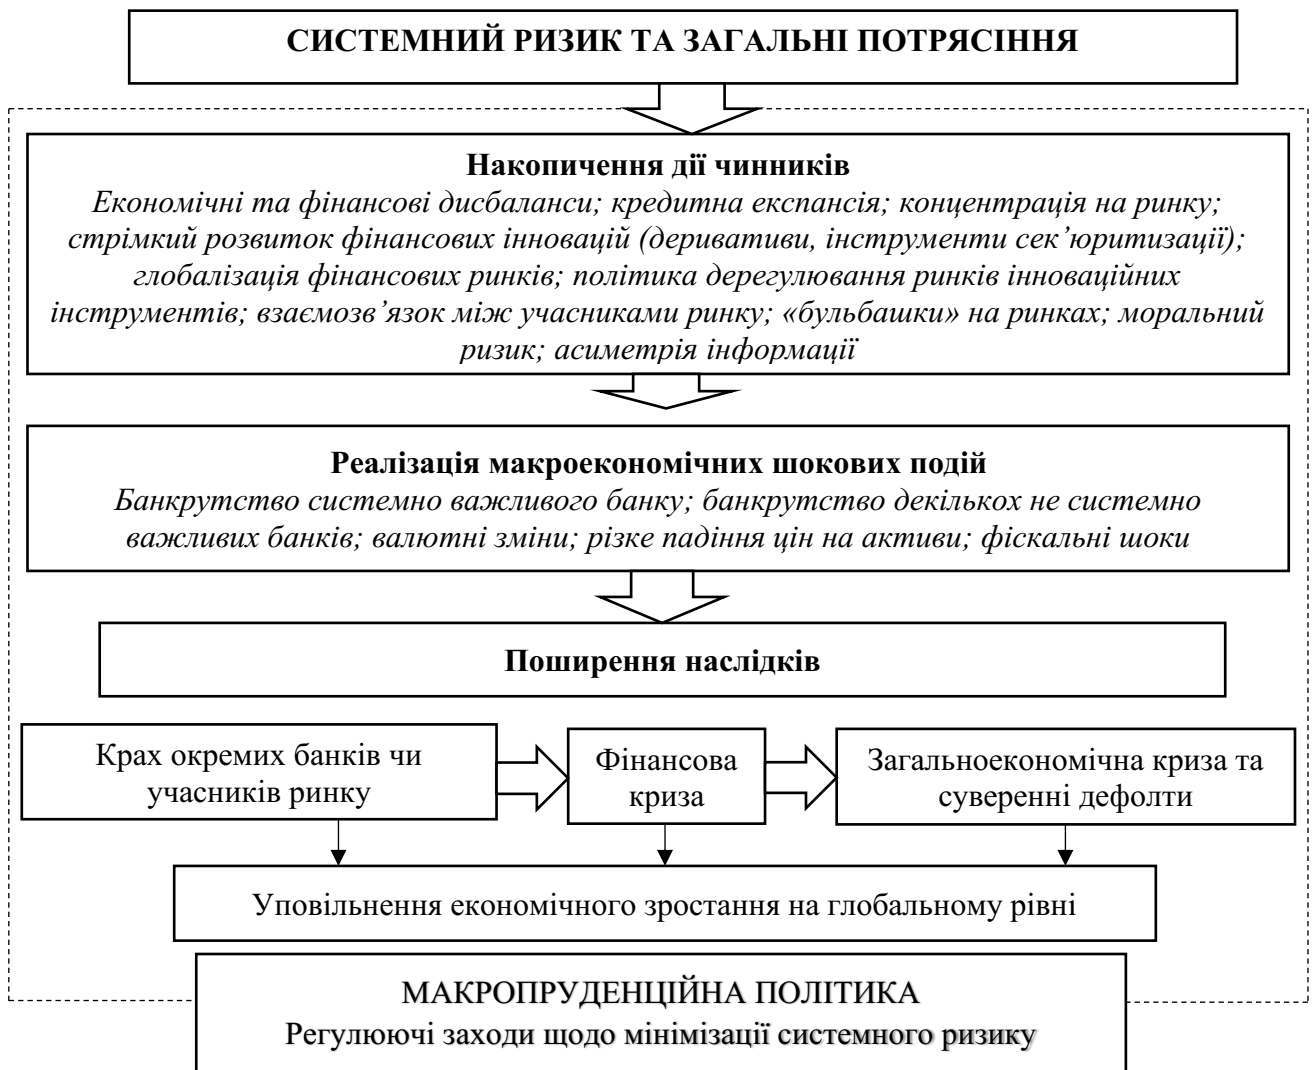 СИСТЕМНИЙ РИЗИК ТА ЗАГАЛЬНІ ПОТРЯСІННЯ
Накопичення дії чинників
Економічні та фінансові дисбаланси; кредитна експансія; концентрація на ринку;
стрімкий розвиток фінансових інновацій (деривативи, інструменти сек’юритизації);
глобалізація фінансових ринків; політика дерегулювання ринків інноваційних
інструментів; взаємозв’язок між учасниками ринку; «бульбашки» на ринках; моральний
ризик; асиметрія інформації
Реалізація макроекономічних шокових подій
Банкрутство системно важливого банку; банкрутство декількох не системно
важливих банків; валютні зміни; різке падіння цін на активи; фіскальні шоки
Поширення наслідків
Крах окремих банків чи
учасників ринку
Фінансова
криза
Загальноекономічна криза та
суверенні дефолти
Уповільнення економічного зростання на глобальному рівні
МАКРОПРУДЕНЦІЙНА ПОЛІТИКА
Регулюючі заходи щодо мінімізації системного ризику